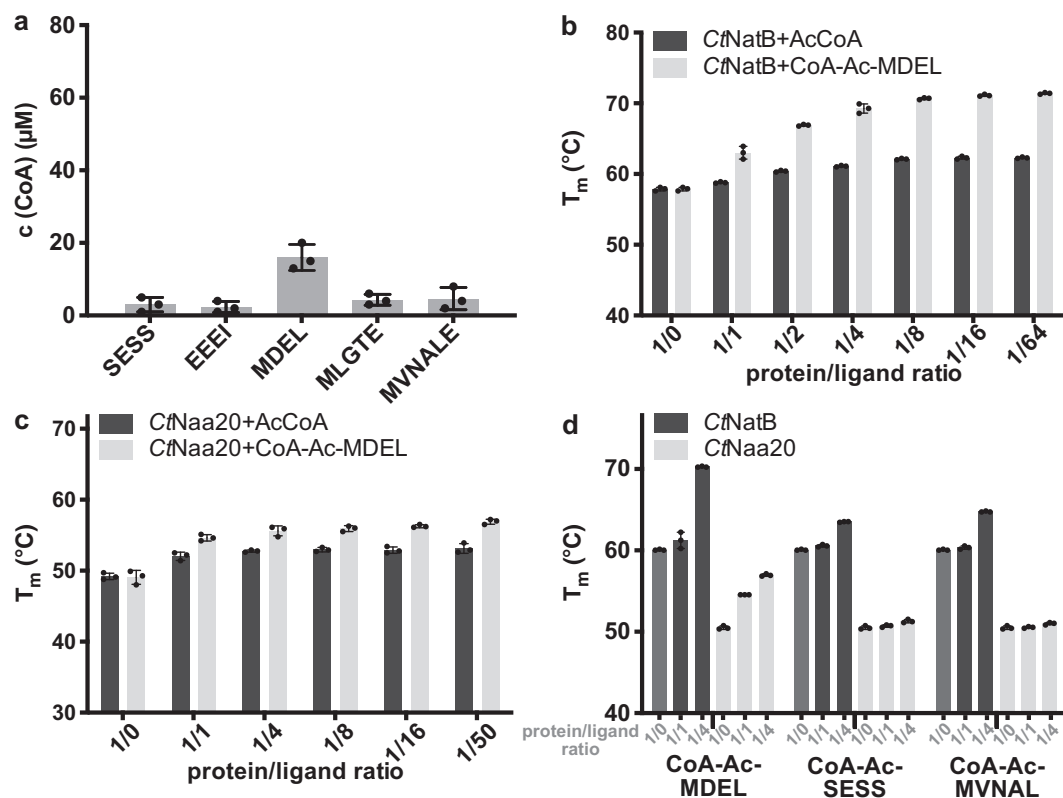 a
80
60
40
20
0
c (CoA) (µM)
SESS
EEEI
MDEL
MLGTE
MVNALE
b
80
70
60
50
40
Tm (°C)
CtNatB+AcCoA
CtNatB+CoA-Ac-MDEL
1/0
1/1
1/2
1/4
1/8
1/16
1/64
protein/ligand ratio
c
70
60
50
40
30
Tm (°C)
CtNaa20+AcCoA
CtNaa20+CoA-Ac-MDEL
1/0
1/1
1/4
1/8
1/16
1/50
protein/ligand ratio
d
70
60
50
40
Tm (°C)
CtNatB
CtNaa20
protein/ligand
ratio
1/0 1/1 1/4 1/0 1/1 1/4 1/0 1/1 1/4 1/0 1/1 1/4 1/0 1/1 1/4 1/0 1/1 1/4
CoA-Ac-
MDEL
CoA-Ac-
SESS
CoA-Ac-
MVNAL